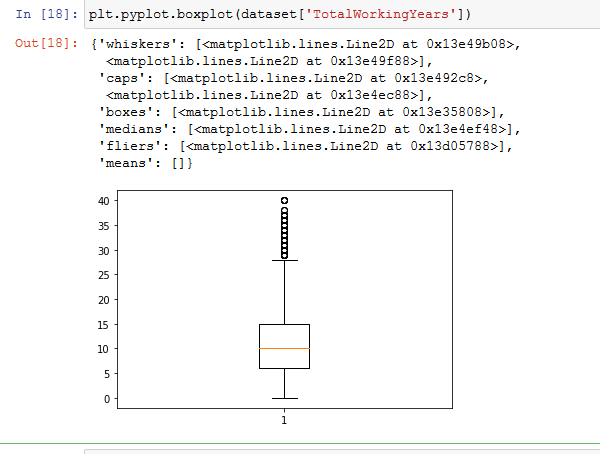 In [18]: plt.pyplot.boxplot(dataset['TotalWorkingYears'])
Out[18]: {'whiskers': [<matplotlib.lines.Line2D at 0x13e49b08>,
<matplotlib.lines.Line2D at 0x13e49f88>],
'caps': [<matplotlib.lines.Line2D at 0x13e492c8>,
<matplotlib.lines.Line2D at 0x13e4ec88>],
'boxes': [<matplotlib.lines.Line2D at 0x13e35808>],
'medians': [<matplotlib.lines.Line2D at 0x13e4ef48>],
'fliers': [<matplotlib.lines.Line2D at 0x13d05788>],
'means': []}
40
35
30
25
20
15
10
5
0
1